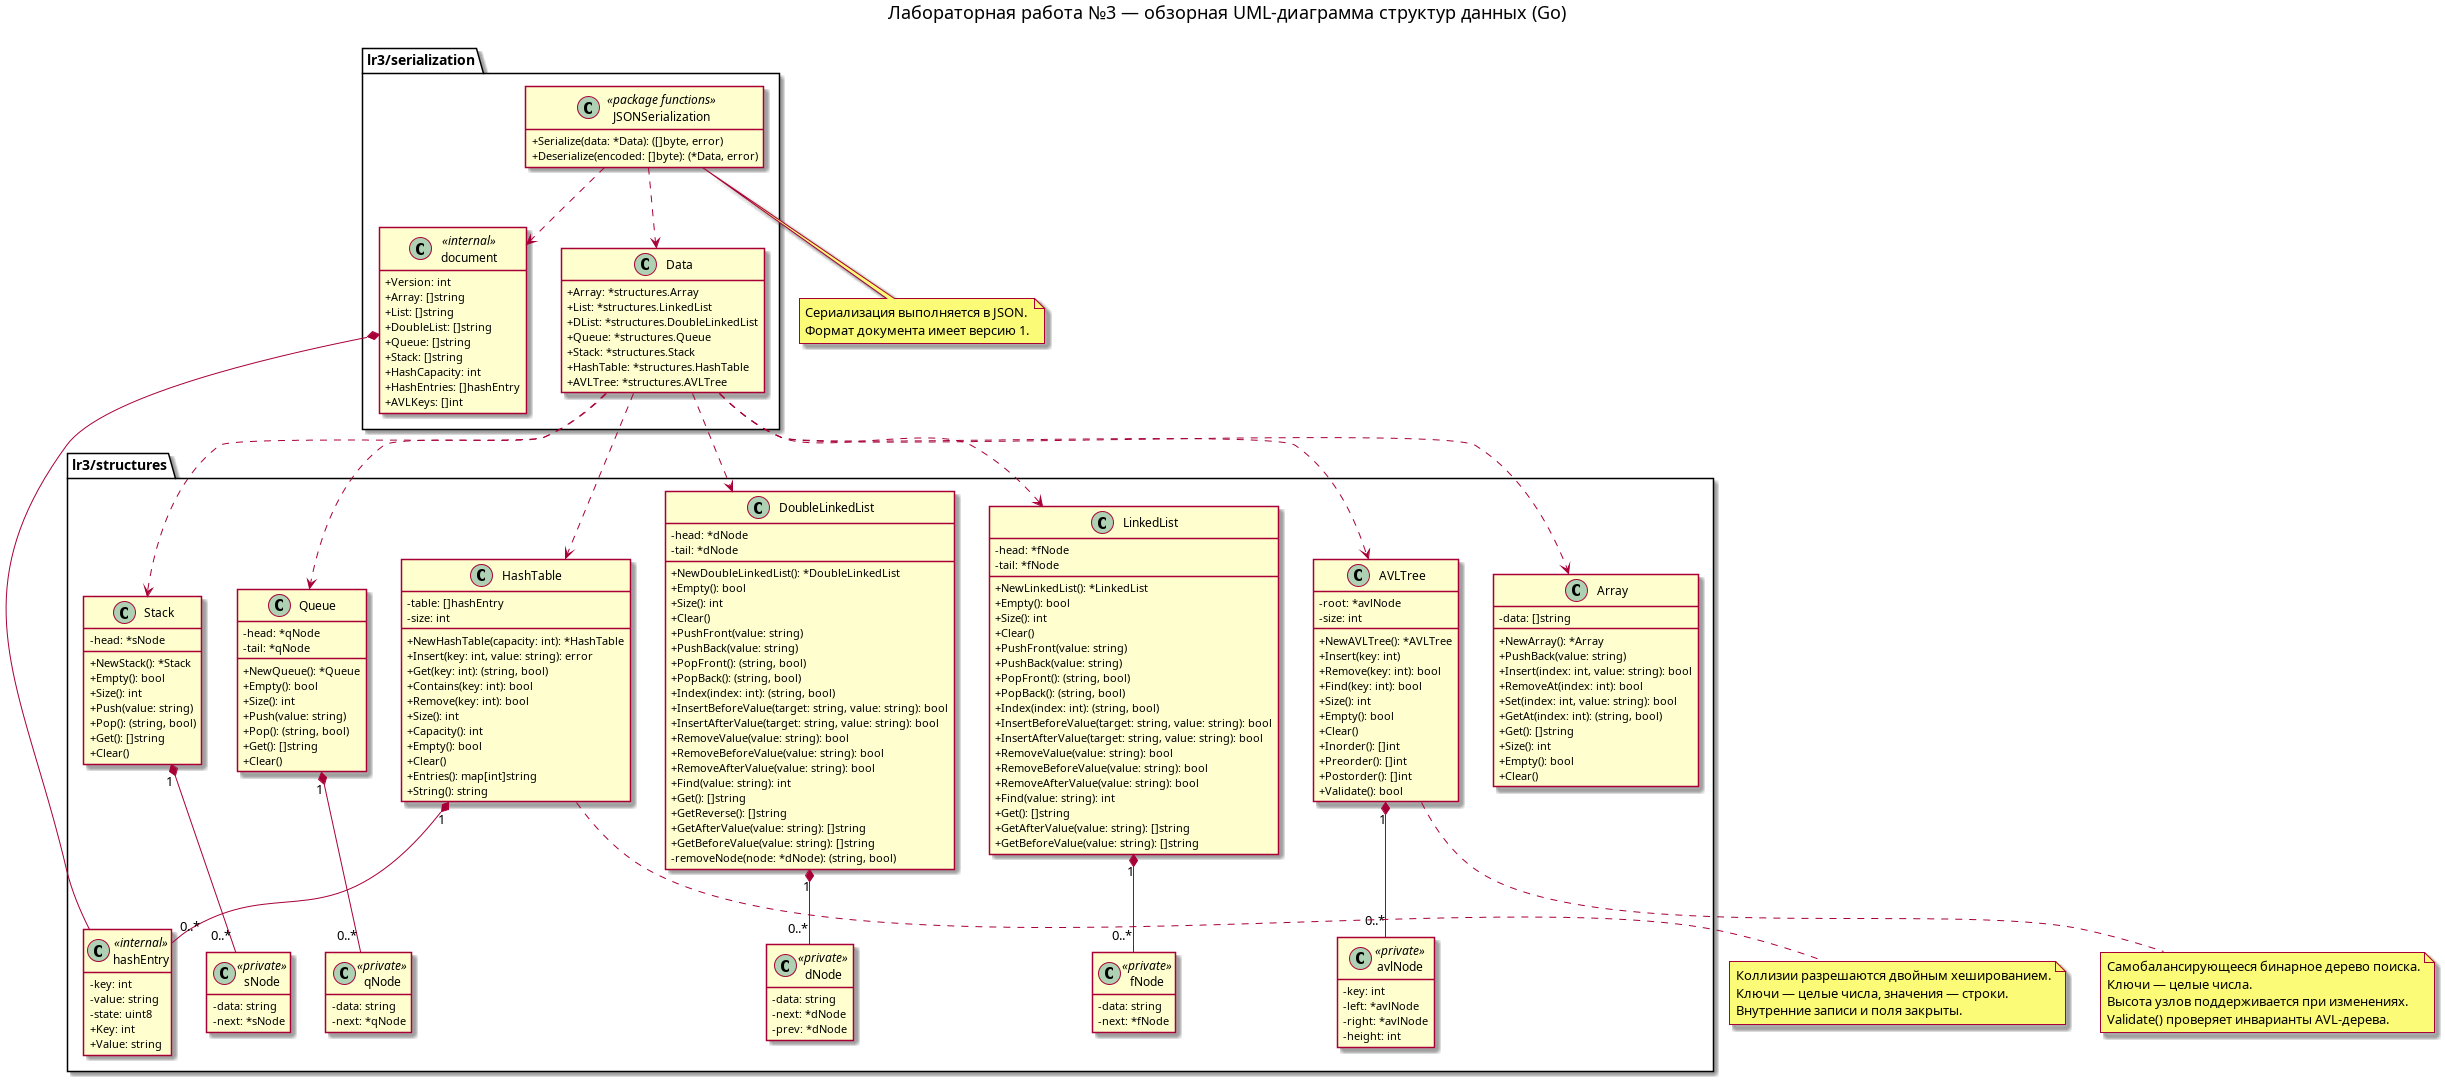 Лабораторная работа №3 — обзорная UML-диаграмма структур данных (Go)
lr3/serialization
«package functions»
JSONSerialization
+Serialize(data: *Data): ([]byte, error)
+Deserialize(encoded: []byte): (*Data, error)
«internal»
document
+Version: int
+Array: []string
+List: []string
+DoubleList: []string
+Queue: []string
+Stack: []string
+HashCapacity: int
+HashEntries: []hashEntry
+AVLKeys: []int
Data
+Array: *structures.Array
+List: *structures.LinkedList
+DList: *structures.DoubleLinkedList
+Queue: *structures.Queue
+Stack: *structures.Stack
+HashTable: *structures.HashTable
+AVLTree: *structures.AVLTree
Сериализация выполняется в JSON.
Формат документа имеет версию 1.
lr3/structures
Stack
-head: *sNode
+NewStack(): *Stack
+Empty(): bool
+Size(): int
+Push(value: string)
+Pop(): (string, bool)
+Get(): []string
+Clear()
Queue
-head: *qNode
-tail: *qNode
+NewQueue(): *Queue
+Empty(): bool
+Size(): int
+Push(value: string)
+Pop(): (string, bool)
+Get(): []string
+Clear()
HashTable
-table: []hashEntry
-size: int
+NewHashTable(capacity: int): *HashTable
+Insert(key: int, value: string): error
+Get(key: int): (string, bool)
+Contains(key: int): bool
+Remove(key: int): bool
+Size(): int
+Capacity(): int
+Empty(): bool
+Clear()
+Entries(): map[int]string
+String(): string
DoubleLinkedList
-head: *dNode
-tail: *dNode
+NewDoubleLinkedList(): *DoubleLinkedList
+Empty(): bool
+Size(): int
+Clear()
+PushFront(value: string)
+PushBack(value: string)
+PopFront(): (string, bool)
+PopBack(): (string, bool)
+Index(index: int): (string, bool)
+InsertBeforeValue(target: string, value: string): bool
+InsertAfterValue(target: string, value: string): bool
+RemoveValue(value: string): bool
+RemoveBeforeValue(value: string): bool
+RemoveAfterValue(value: string): bool
+Find(value: string): int
+Get(): []string
+GetReverse(): []string
+GetAfterValue(value: string): []string
+GetBeforeValue(value: string): []string
-removeNode(node: *dNode): (string, bool)
LinkedList
-head: *fNode
-tail: *fNode
+NewLinkedList(): *LinkedList
+Empty(): bool
+Size(): int
+Clear()
+PushFront(value: string)
+PushBack(value: string)
+PopFront(): (string, bool)
+PopBack(): (string, bool)
+Index(index: int): (string, bool)
+InsertBeforeValue(target: string, value: string): bool
+InsertAfterValue(target: string, value: string): bool
+RemoveValue(value: string): bool
+RemoveBeforeValue(value: string): bool
+RemoveAfterValue(value: string): bool
+Find(value: string): int
+Get(): []string
+GetAfterValue(value: string): []string
+GetBeforeValue(value: string): []string
AVLTree
-root: *avlNode
-size: int
+NewAVLTree(): *AVLTree
+Insert(key: int)
+Remove(key: int): bool
+Find(key: int): bool
+Size(): int
+Empty(): bool
+Clear()
+Inorder(): []int
+Preorder(): []int
+Postorder(): []int
+Validate(): bool
Array
-data: []string
+NewArray(): *Array
+PushBack(value: string)
+Insert(index: int, value: string): bool
+RemoveAt(index: int): bool
+Set(index: int, value: string): bool
+GetAt(index: int): (string, bool)
+Get(): []string
+Size(): int
+Empty(): bool
+Clear()
1
1
1
1
1
1
0..*
0..*
0..*
0..*
0..*
0..*
«internal»
hashEntry
-key: int
-value: string
-state: uint8
+Key: int
+Value: string
«private»
sNode
-data: string
-next: *sNode
«private»
qNode
-data: string
-next: *qNode
«private»
dNode
-data: string
-next: *dNode
-prev: *dNode
«private»
fNode
-data: string
-next: *fNode
«private»
avlNode
-key: int
-left: *avlNode
-right: *avlNode
-height: int
Коллизии разрешаются двойным хешированием.
Ключи — целые числа, значения — строки.
Внутренние записи и поля закрыты.
Самобалансирующееся бинарное дерево поиска.
Ключи — целые числа.
Высота узлов поддерживается при изменениях.
Validate() проверяет инварианты AVL-дерева.